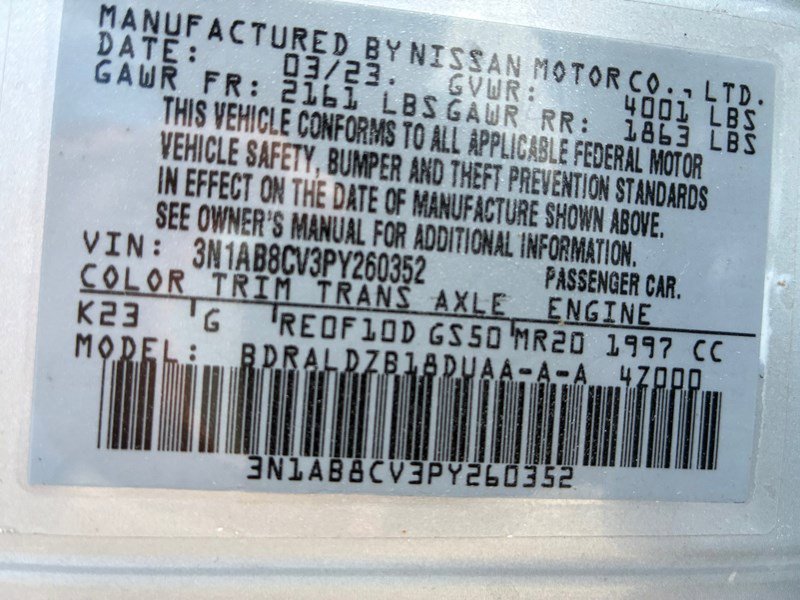 MANUFACTURED BY NISSAN MOTOR CO., LTD.
DATE: 03/23. GVWR: 4001 LBS
GAWR FR: 2161 LBS GAWR RR: 1863 LBS
THIS VEHICLE CONFORMS TO ALL APPLICABLE FEDERAL MOTOR
VEHICLE SAFETY, BUMPER AND THEFT PREVENTION STANDARDS
IN EFFECT ON THE DATE OF MANUFACTURE SHOWN ABOVE.
SEE OWNER'S MANUAL FOR ADDITIONAL INFORMATION.
VIN: 3N1AB8CV3PY260352 PASSENGER CAR.
COLOR TRIM TRANS AXLE ENGINE
K23 G RE0F10D GS50 MR20 1997 CC
MODEL: BDRALDZB18DUAA-A-A 47000
3N1AB8CV3PY260352